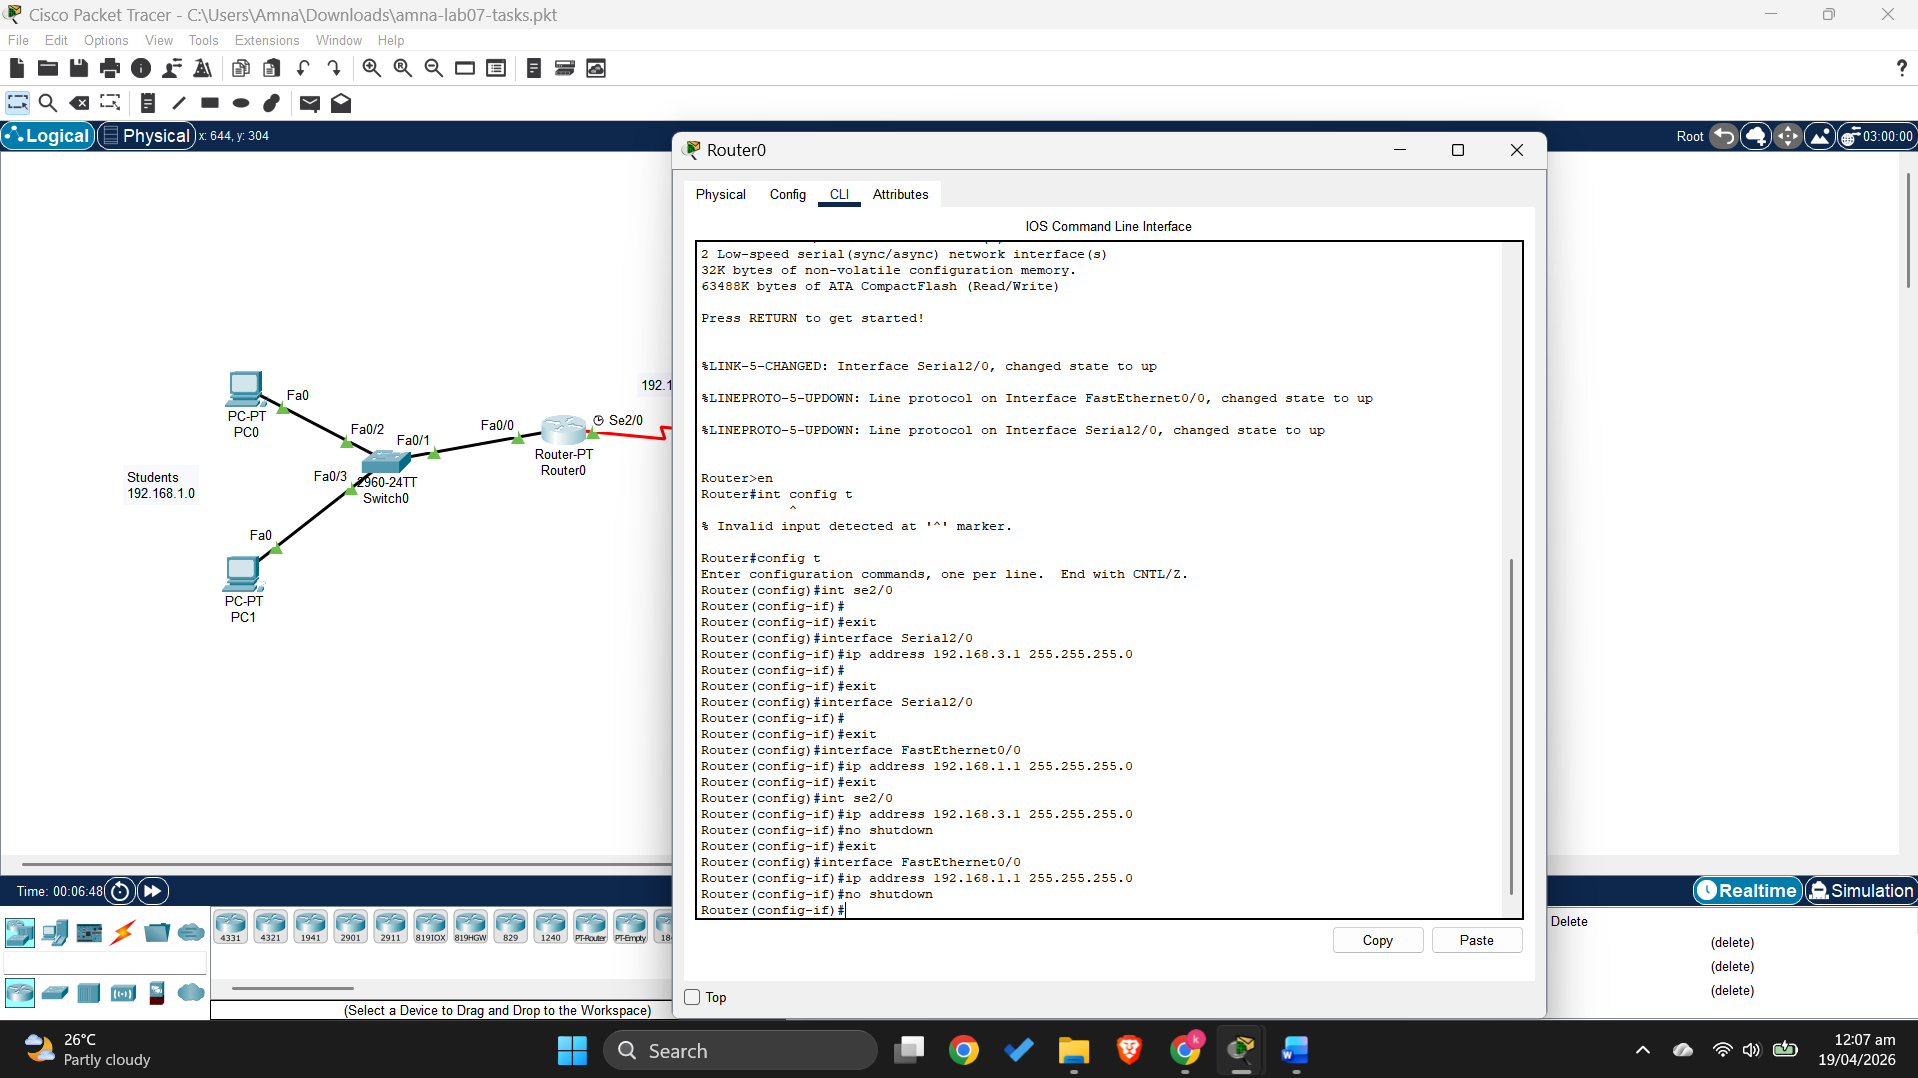 Cisco Packet Tracer - C:\Users\Amna\Downloads\amna-lab07-tasks.pkt
File Edit Options View Tools Extensions Window Help
?
Logical Physical x: 644, y: 304
Root 03:00:00
Router0
Physical Config CLI Attributes
IOS Command Line Interface
2 Low-speed serial(sync/async) network interface(s)
32K bytes of non-volatile configuration memory.
63488K bytes of ATA CompactFlash (Read/Write)
Press RETURN to get started!
%LINK-5-CHANGED: Interface Serial2/0, changed state to up
%LINEPROTO-5-UPDOWN: Line protocol on Interface FastEthernet0/0, changed state to up
%LINEPROTO-5-UPDOWN: Line protocol on Interface Serial2/0, changed state to up
Router>en
Router#int config t
^
% Invalid input detected at '^' marker.
Router#config t
Enter configuration commands, one per line.  End with CNTL/Z.
Router(config)#int se2/0
Router(config-if)#
Router(config-if)#exit
Router(config)#interface Serial2/0
Router(config-if)#ip address 192.168.3.1 255.255.255.0
Router(config-if)#
Router(config-if)#exit
Router(config)#interface Serial2/0
Router(config-if)#
Router(config-if)#exit
Router(config)#interface FastEthernet0/0
Router(config-if)#ip address 192.168.1.1 255.255.255.0
Router(config-if)#exit
Router(config)#int se2/0
Router(config-if)#ip address 192.168.3.1 255.255.255.0
Router(config-if)#no shutdown
Router(config-if)#exit
Router(config)#interface FastEthernet0/0
Router(config-if)#ip address 192.168.1.1 255.255.255.0
Router(config-if)#no shutdown
Router(config-if)#
Copy Paste
Top
192.1
Fa0
PC-PT
PC0
Fa0/2
Fa0/1
Fa0/0
Se2/0
Router-PT
Router0
Students
192.168.1.0
Fa0/3
2960-24TT
Switch0
Fa0
PC-PT
PC1
Time: 00:06:48
Realtime Simulation
4331 4321 1941 2901 2911 819IOX 819HGW 829 1240 PT-Router PT-Empty 18
(Select a Device to Drag and Drop to the Workspace)
Delete
(delete)
(delete)
(delete)
26°C
Partly cloudy
Search
k
12:07 am
19/04/2026